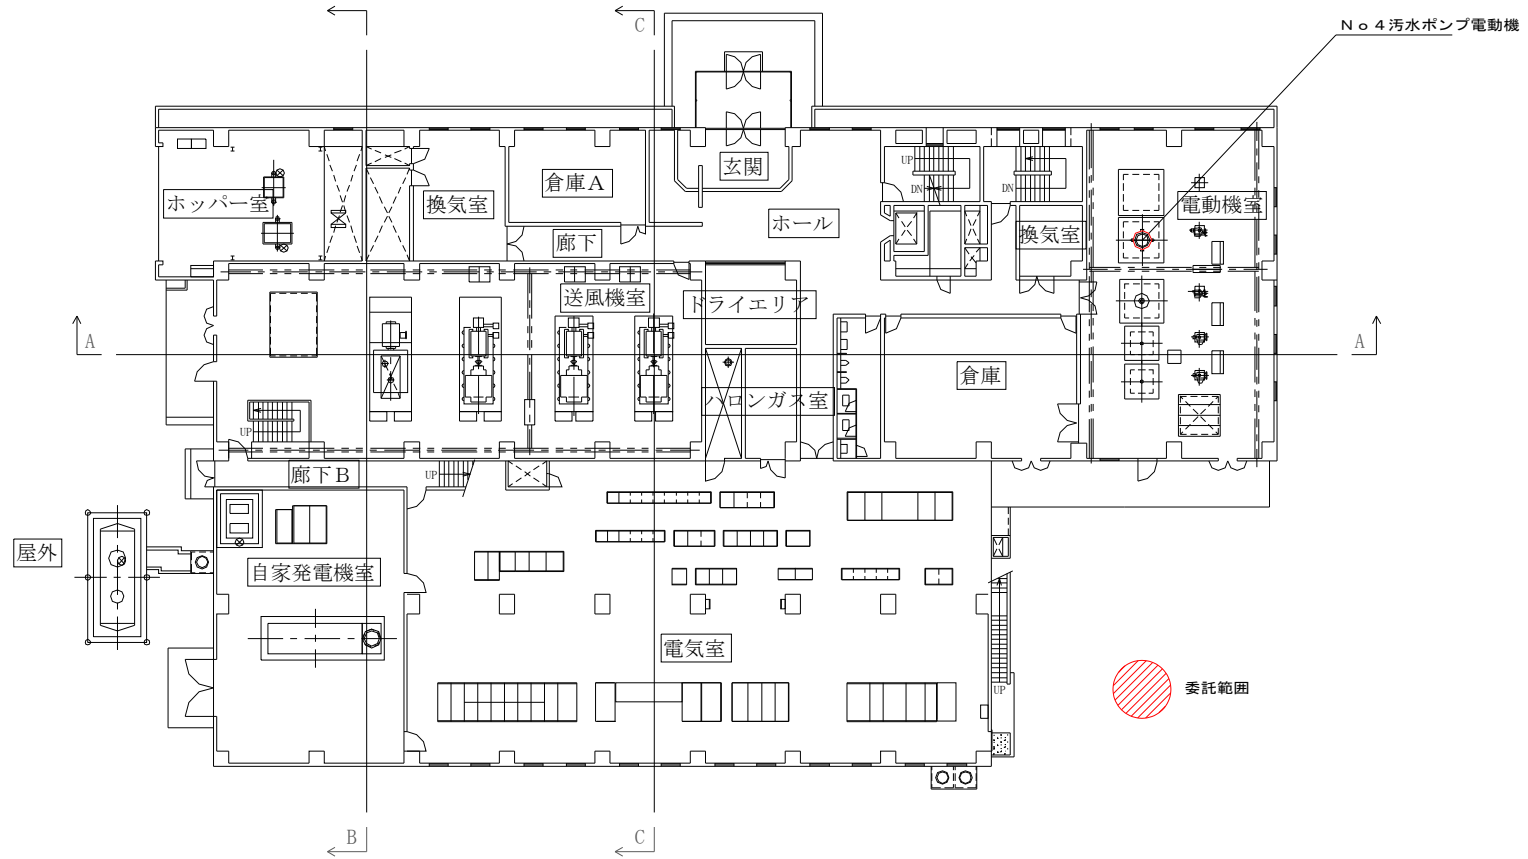 C
Ｎｏ４汚水ポンプ電動機
玄関
UP
倉庫Ａ
ホッパー室
換気室
DN
DN
電動機室
ホール
換気室
廊下
送風機室
ドライエリア
A
A
倉庫
ハロンガス室
UP
廊下Ｂ
UP
屋外
自家発電機室
電気室
UP
委託範囲
B
C